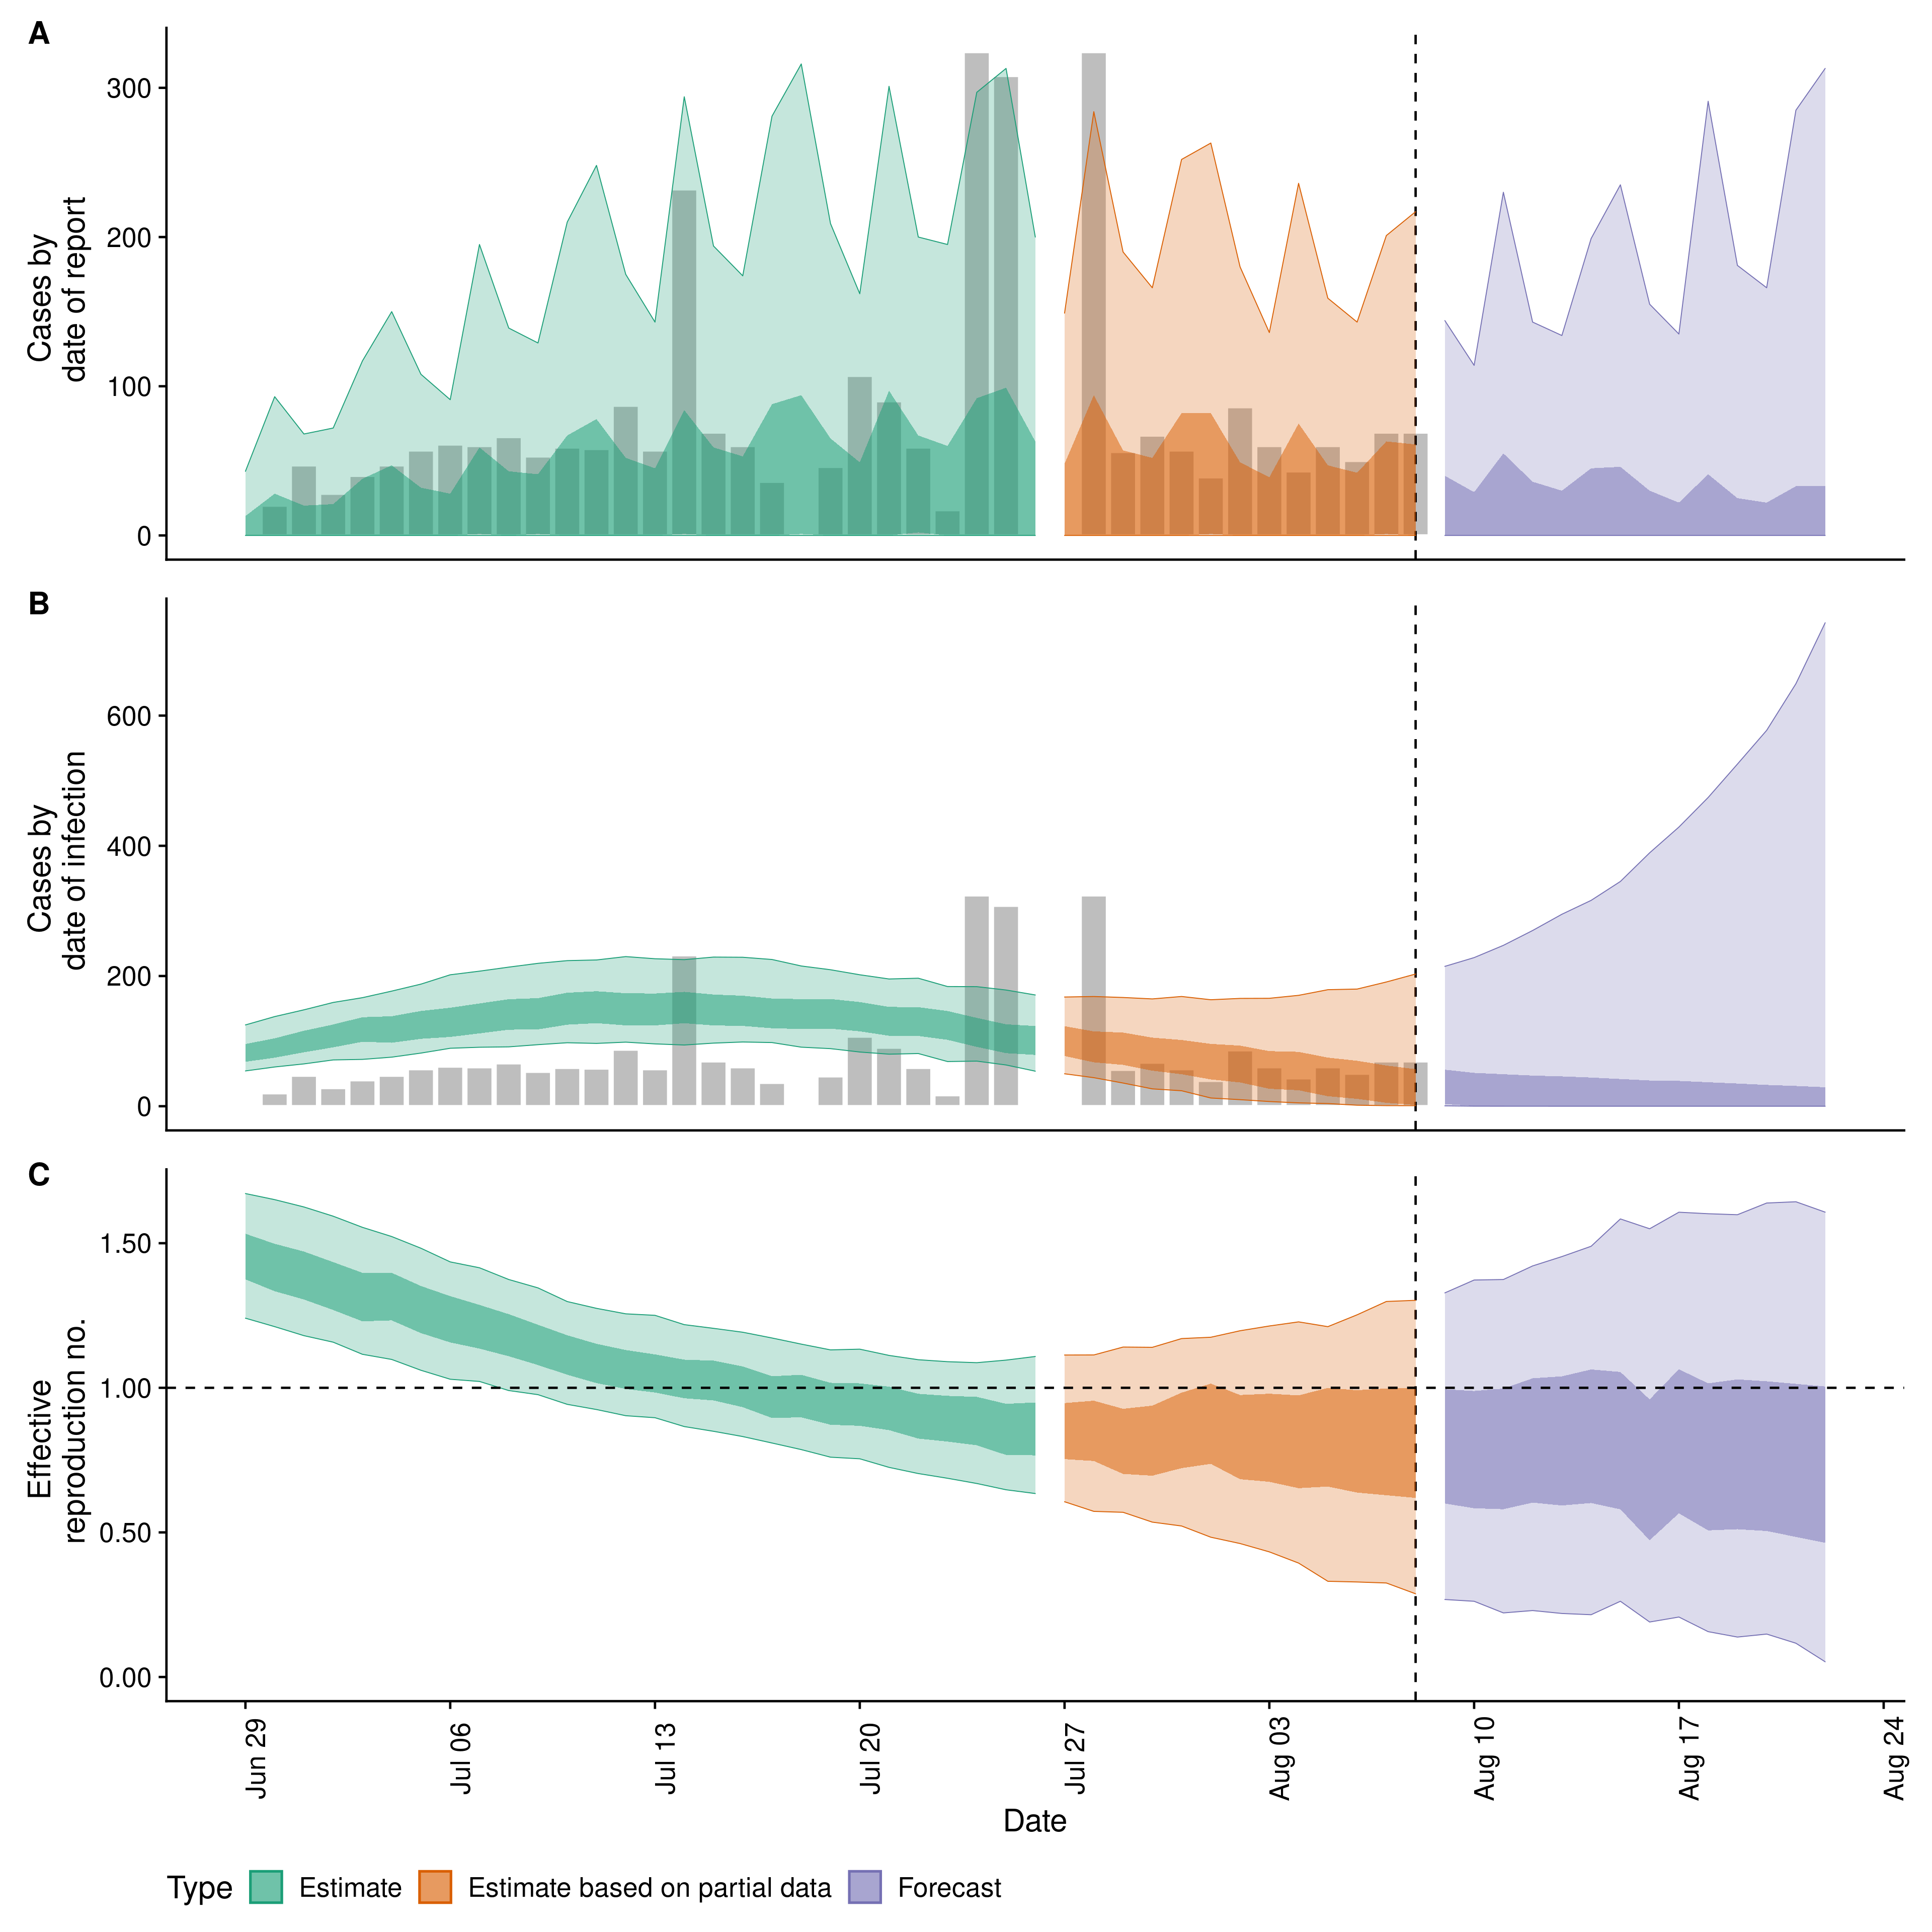 A
300
200
100
0
Cases by
date of report
B
600
400
200
0
Cases by
date of infection
C
1.50
1.00
0.50
0.00
Effective
reproduction no.
Jun 29
Jul 06
Jul 13
Jul 20
Jul 27
Aug 03
Aug 10
Aug 17
Aug 24
Date
Type Estimate Estimate based on partial data Forecast